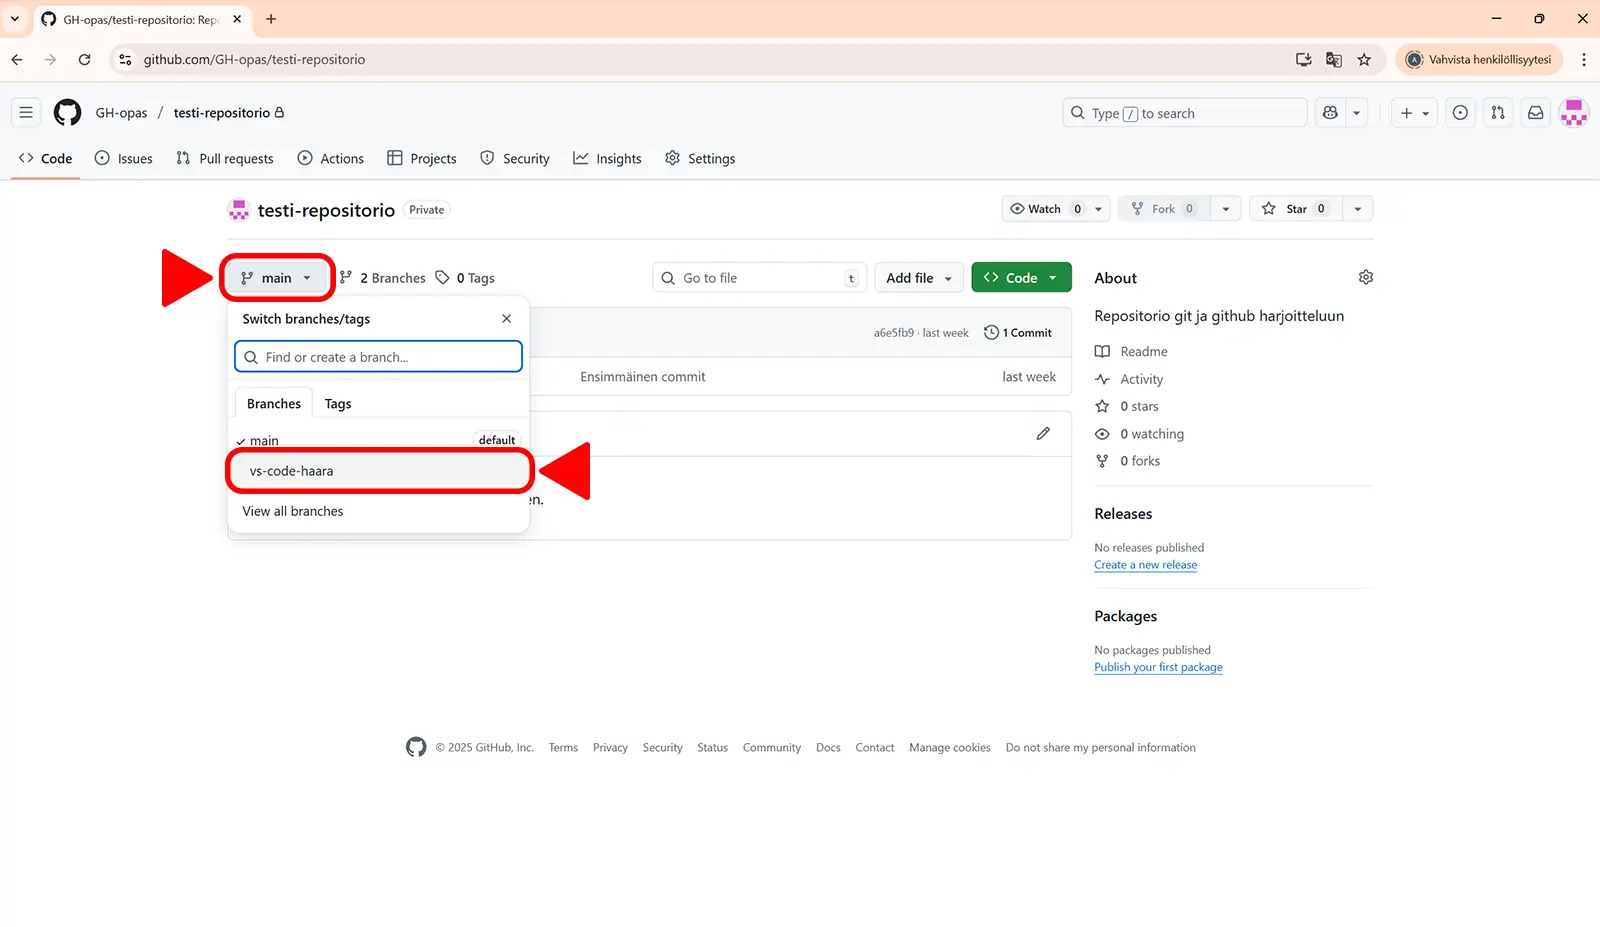 GH-opas/testi-repositorio: Rep
github.com/GH-opas/testi-repositorio
Vahvista henkilöllisyytesi
GH-opas / testi-repositorio
Type / to search
Code
Issues
Pull requests
Actions
Projects
Security
Insights
Settings
testi-repositorio Private
Watch 0
Fork 0
Star 0
main
2 Branches
0 Tags
Go to file t
Add file
Code
Switch branches/tags
Find or create a branch...
Branches Tags
main default
vs-code-haara
View all branches
a6e5fb9 · last week
1 Commit
Ensimmäinen commit
last week
en.
About
Repositorio git ja github harjoitteluun
Readme
Activity
0 stars
0 watching
0 forks
Releases
No releases published
Create a new release
Packages
No packages published
Publish your first package
© 2025 GitHub, Inc. Terms Privacy Security Status Community Docs Contact Manage cookies Do not share my personal information